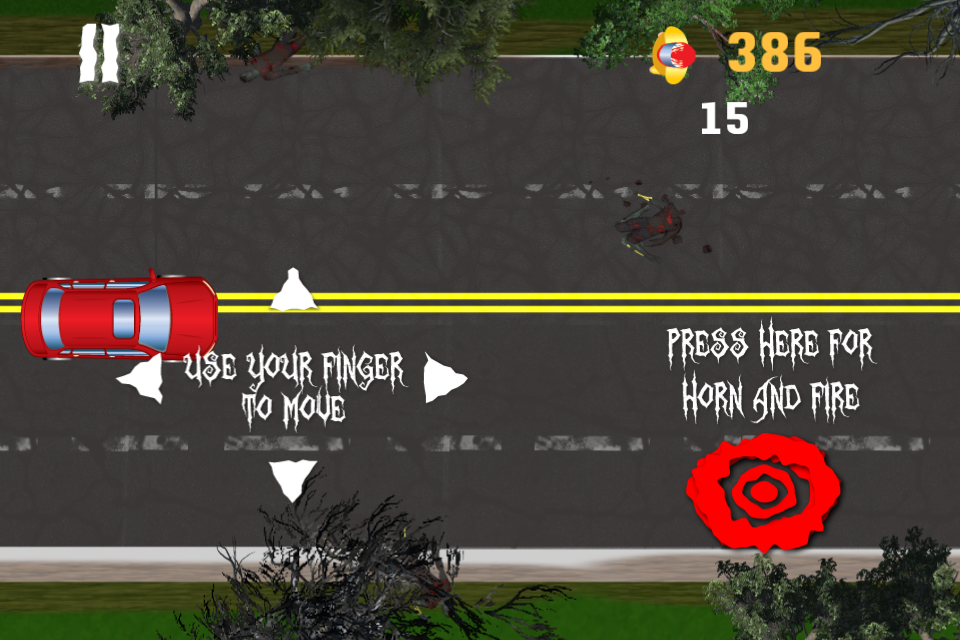 386
15
USE YOUR FINGER
TO MOVE
PRESS HERE FOR
HORN AND FIRE